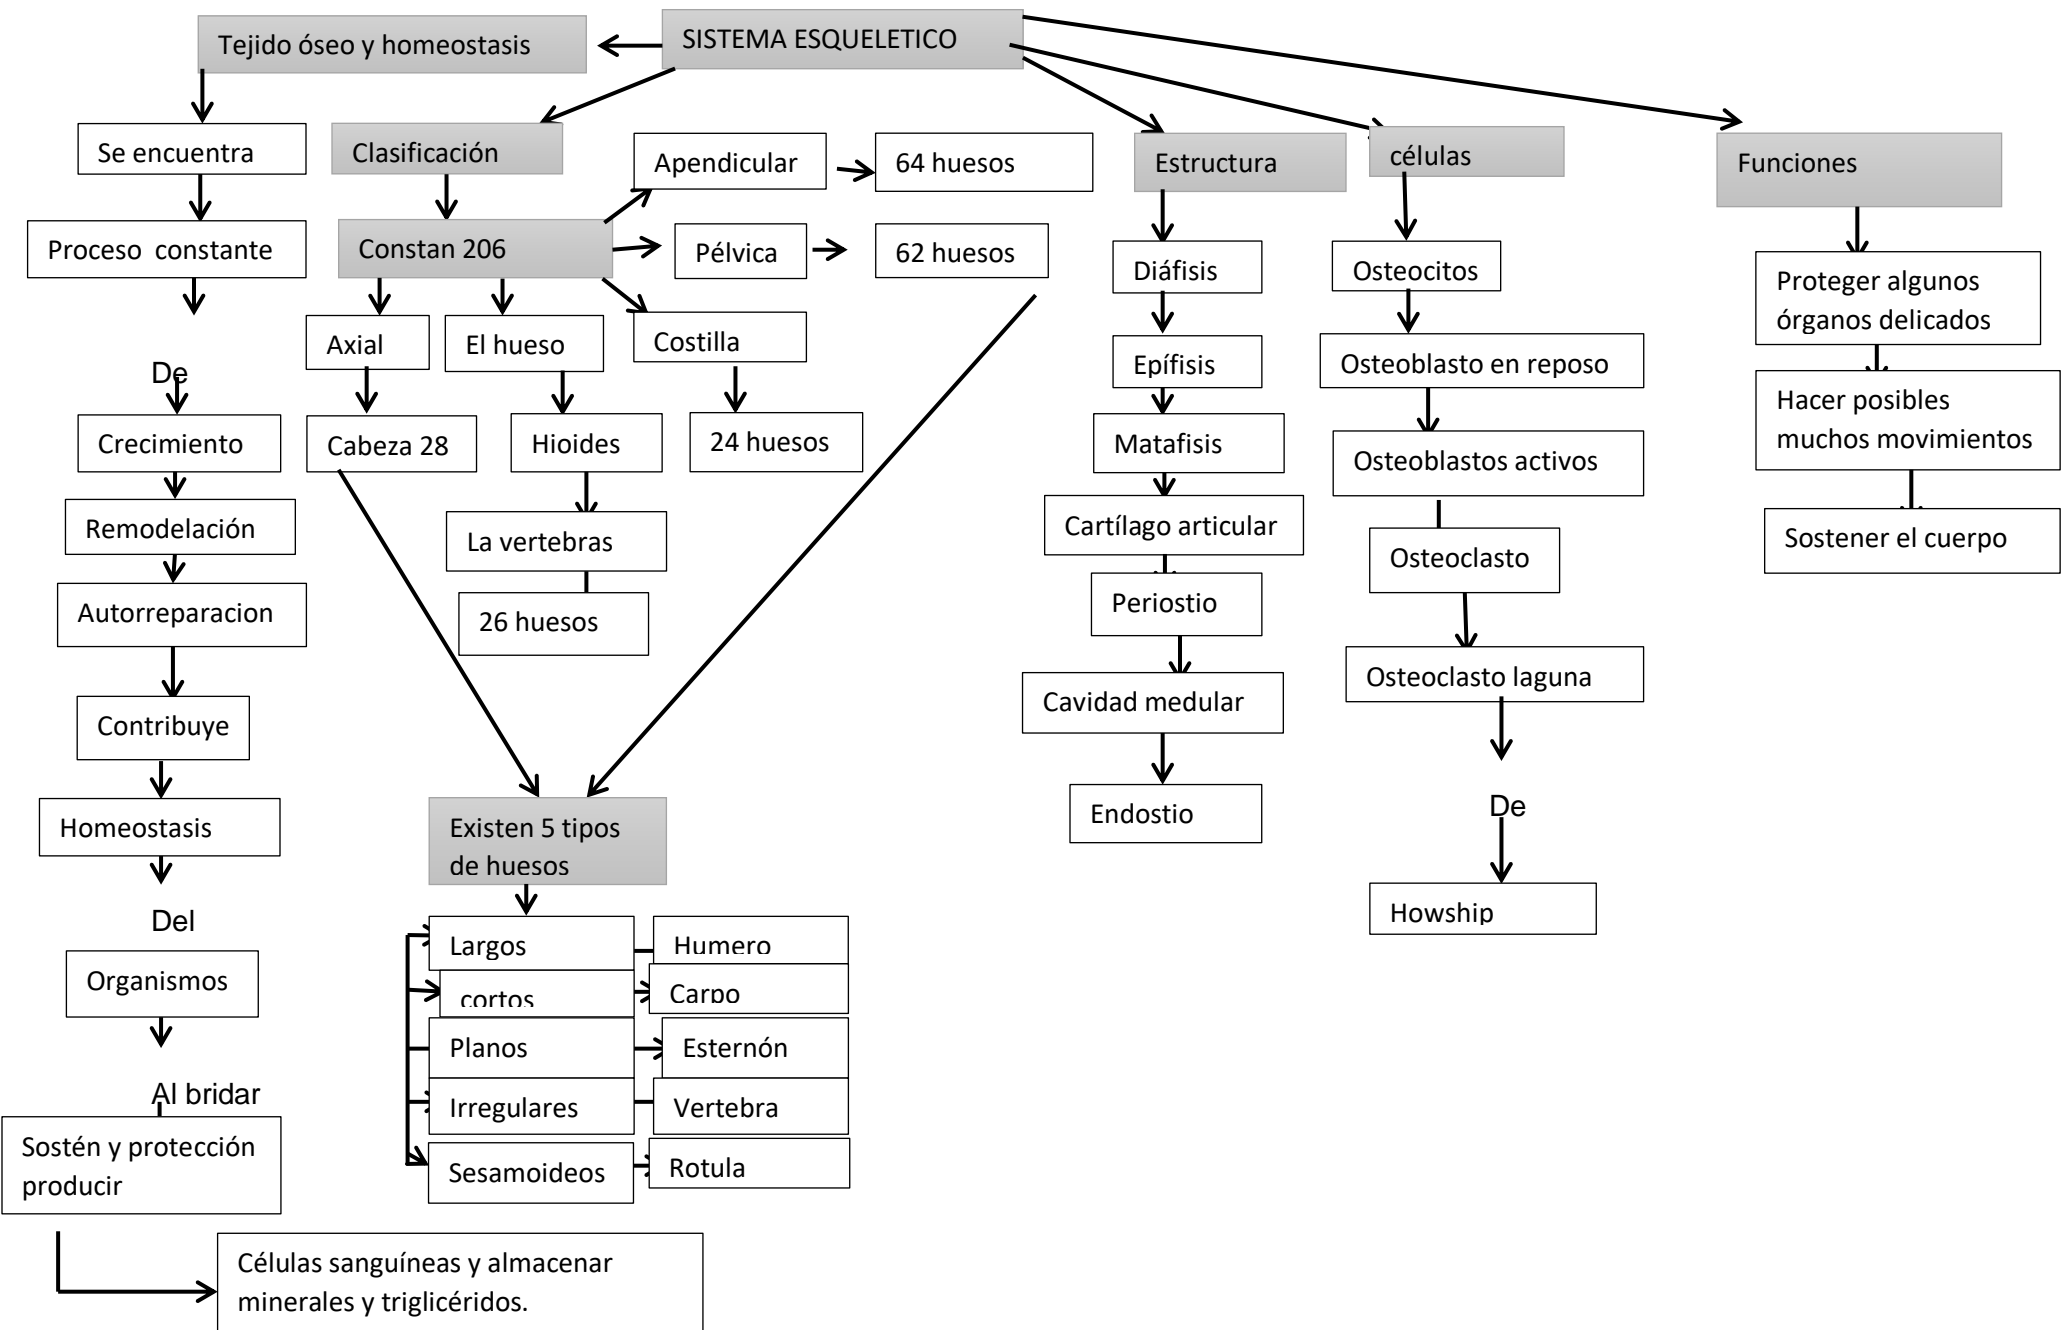 SISTEMA ESQUELETICO
Tejido óseo y homeostasis
Se encuentra
Proceso  constante
De
Crecimiento
Remodelación
Autorreparacion
Contribuye
Homeostasis
Del
Organismos
Al bridar
Sostén y protección
producir
Células sanguíneas y almacenar
minerales y triglicéridos.
Clasificación
Constan 206
Apendicular
64 huesos
Pélvica
62 huesos
Axial
Cabeza 28
El hueso
Hioides
La vertebras
26 huesos
Costilla
24 huesos
Existen 5 tipos
de huesos
Largos
Humero
cortos
Carpo
Planos
Esternón
Irregulares
Vertebra
Sesamoideos
Rotula
Estructura
Diáfisis
Epífisis
Matafisis
Cartílago articular
Periostio
Cavidad medular
Endostio
células
Osteocitos
Osteoblasto en reposo
Osteoblastos activos
Osteoclasto
Osteoclasto laguna
De
Howship
Funciones
Proteger algunos
órganos delicados
Hacer posibles
muchos movimientos
Sostener el cuerpo